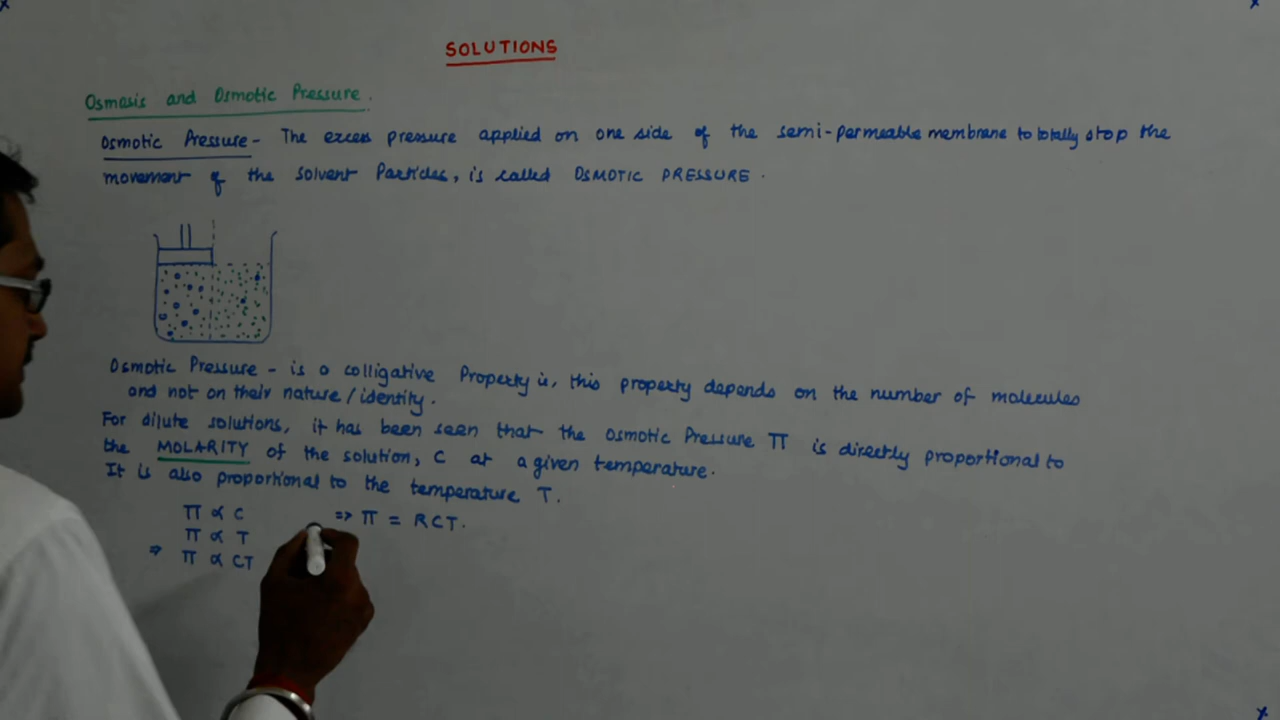 SOLUTIONS
Osmosis and Osmotic Pressure.
Osmotic Pressure - The excess pressure applied on one side of the semi-permeable membrane to totally stop the
movement of the solvent Particles, is called OSMOTIC PRESSURE.
Osmotic Pressure - is a colligative Property ie, this property depends on the number of molecules
and not on their nature/identity.
For dilute solutions, it has been seen that the osmotic Pressure π is directly proportional to
the MOLARITY of the solution, C at a given temperature.
It is also proportional to the temperature T.
π ∝ C ⇒ π = RCT.
π ∝ T
⇒ π ∝ CT